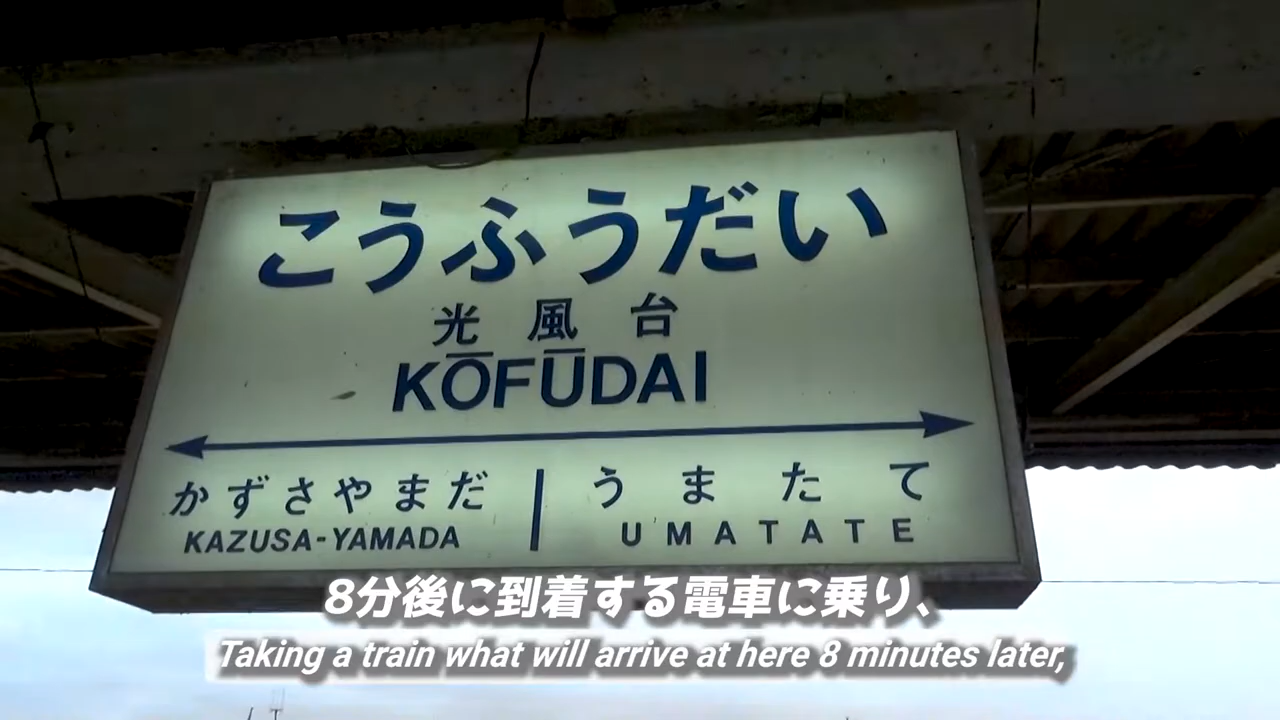 こうふうだい
光風台
KŌFŪDAI
かずさやまだ
うまたて
KAZUSA-YAMADA
UMATATE
8分後に到着する電車に乗り、
Taking a train what will arrive at here 8 minutes later,